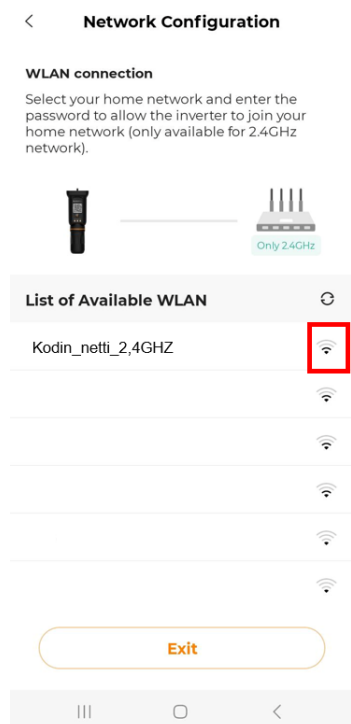 Network Configuration
WLAN connection
Select your home network and enter the
password to allow the inverter to join your
home network (only available for 2.4GHz
network).
Only 2.4GHz
List of Available WLAN
Kodin_netti_2,4GHZ
Exit